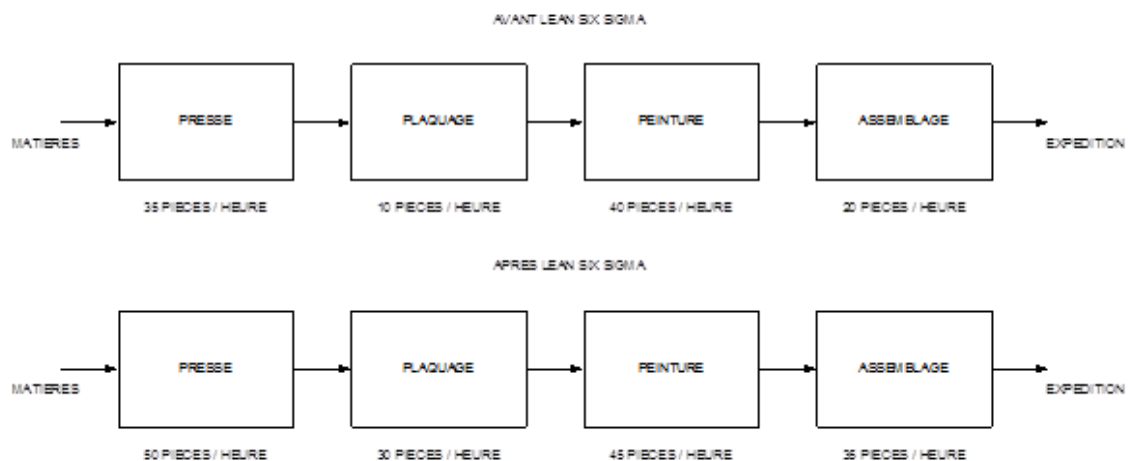 AVANT LEAN SIX SIGMA
PRESSE
PLAQUAGE
PEINTURE
ASSEMBLAGE
MATIERES
EXPEDITION
35 PIECES / HEURE
10 PIECES / HEURE
40 PIECES / HEURE
20 PIECES / HEURE
APRES LEAN SIX SIGMA
PRESSE
PLAQUAGE
PEINTURE
ASSEMBLAGE
MATIERES
EXPEDITION
50 PIECES / HEURE
30 PIECES / HEURE
45 PIECES / HEURE
35 PIECES / HEURE